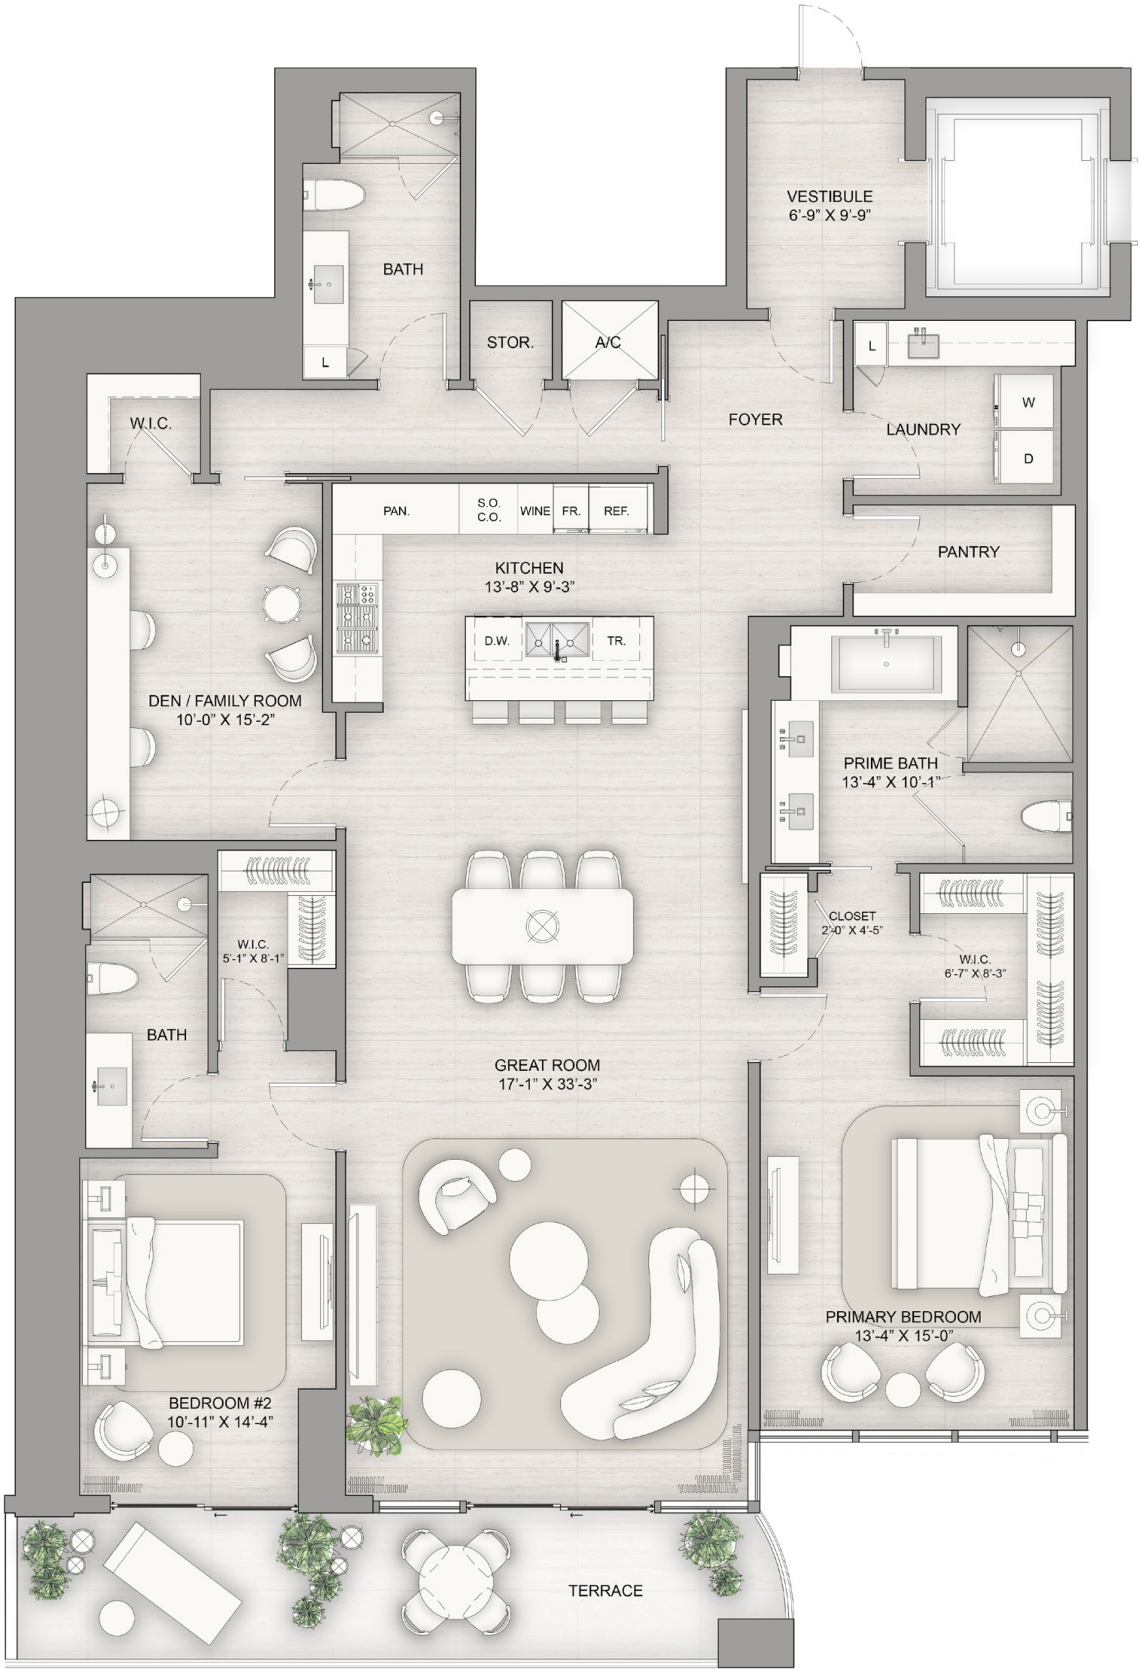 VESTIBULE
6'-9" X 9'-9"
BATH
L
STOR.
A/C
L
W.I.C.
FOYER
LAUNDRY
W
D
PAN.
S.O.
C.O.
WINE
FR.
REF.
KITCHEN
13'-8" X 9'-3"
PANTRY
D.W.
TR.
DEN / FAMILY ROOM
10'-0" X 15'-2"
PRIME BATH
13'-4" X 10'-1"
W.I.C.
5'-1" X 8'-1"
CLOSET
2'-0" X 4'-5"
W.I.C.
6'-7" X 8'-3"
BATH
GREAT ROOM
17'-1" X 33'-3"
PRIMARY BEDROOM
13'-4" X 15'-0"
BEDROOM #2
10'-11" X 14'-4"
TERRACE